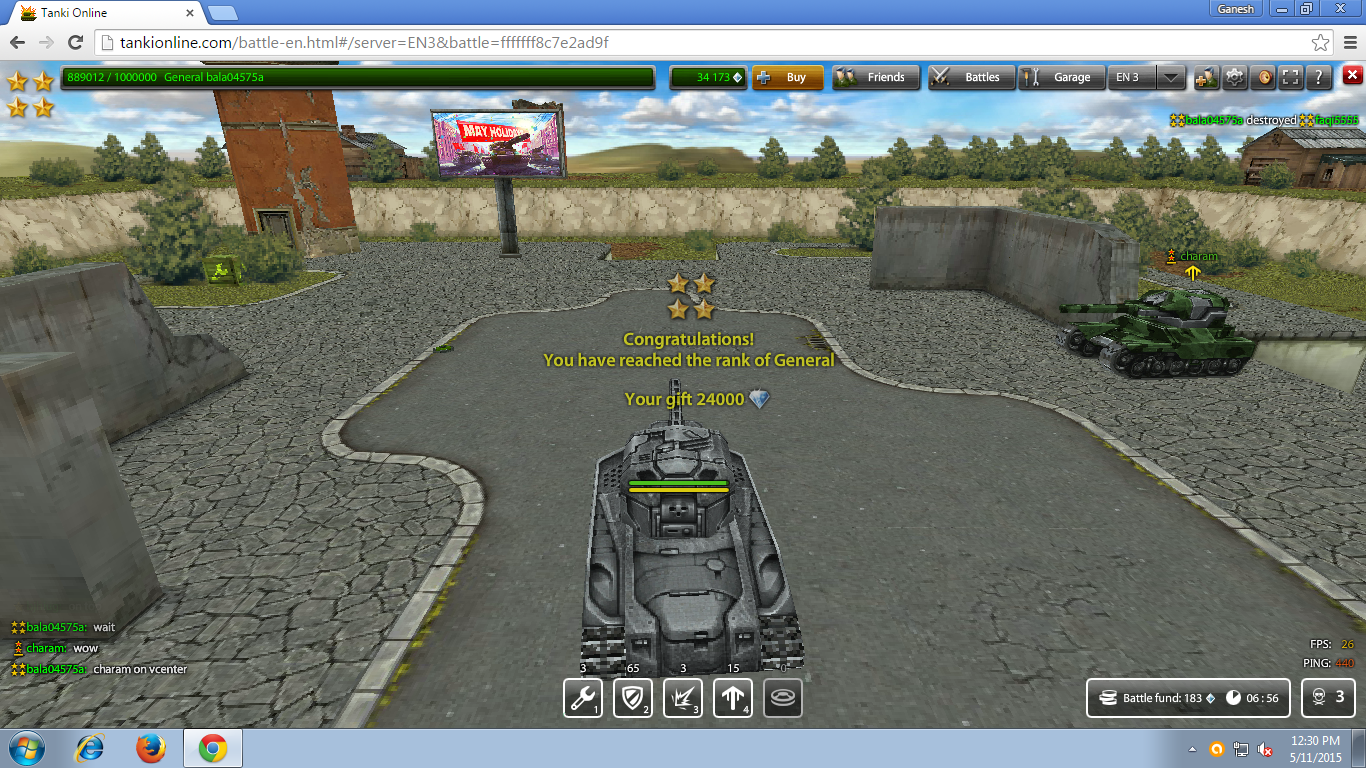 Tanki Online
Ganesh
tankionline.com/battle-en.html#/server=EN3&battle=fffffff8c7e2ad9f
889012 / 1000000 General bala04575a
34 173
Buy
Friends
Battles
Garage
EN 3
?
MAY HOLIDAY
bala04575a destroyed faqi5555
charam
Congratulations!
You have reached the rank of General
Your gift 24000
bala04575a: wait
charam: wow
bala04575a: charam on vcenter
FPS: 26
PING: 440
3 65 3 15 0
1 2 3 4
Battle fund: 183 06 : 56
3
12:30 PM
5/11/2015